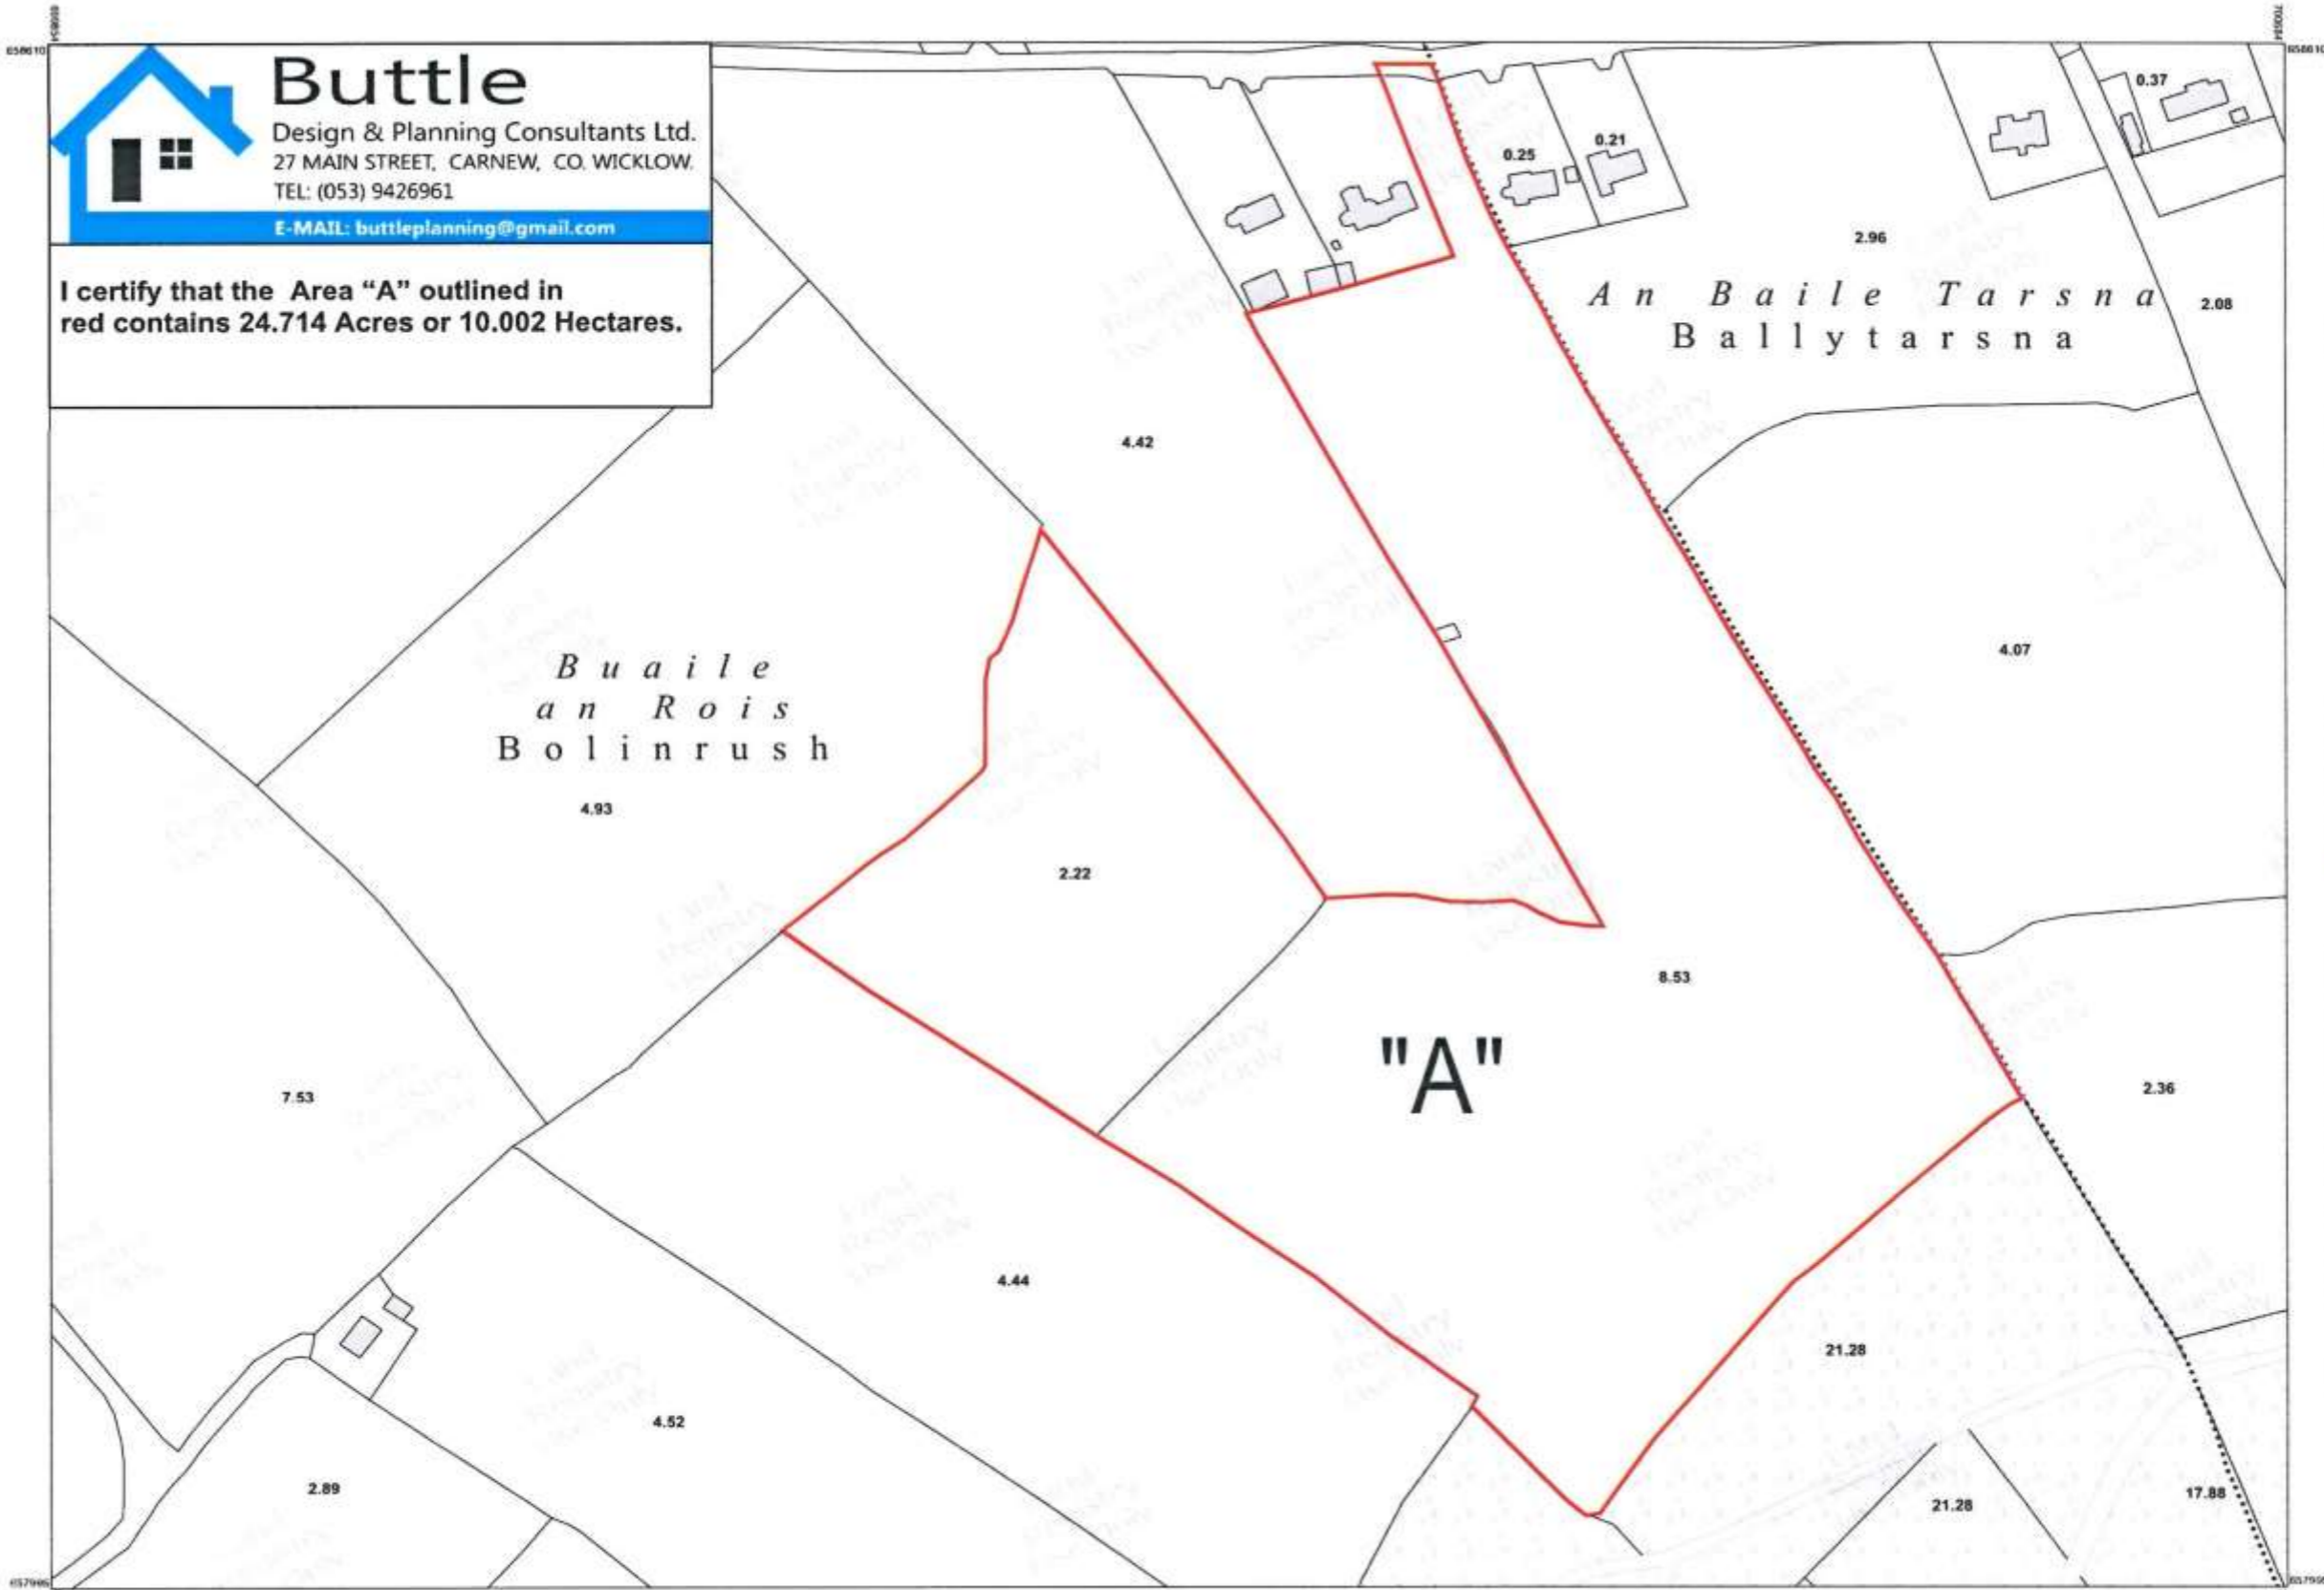 658610
658610
Buttle
Design & Planning Consultants Ltd.
27 MAIN STREET, CARNEW, CO. WICKLOW.
TEL: (053) 9426961
E-MAIL: buttleplanning@gmail.com
I certify that the Area “A” outlined in
red contains 24.714 Acres or 10.002 Hectares.
0.37
0.21
0.25
2.96
An Baile Tarsna
Ballytarsna
2.08
4.42
4.07
Buaile
an Rois
Bolinrush
4.93
2.22
8.53
"A"
2.36
7.53
4.44
21.28
4.52
2.89
21.28
17.88